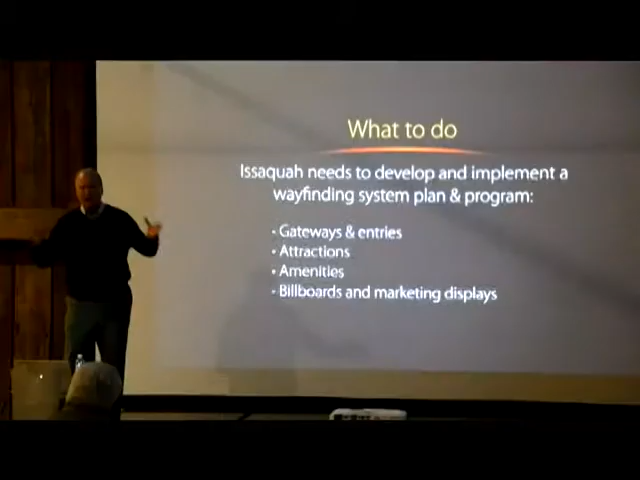 What to do
Issaquah needs to develop and implement a
wayfinding system plan & program:
- Gateways & entries
- Attractions
- Amenities
- Billboards and marketing displays